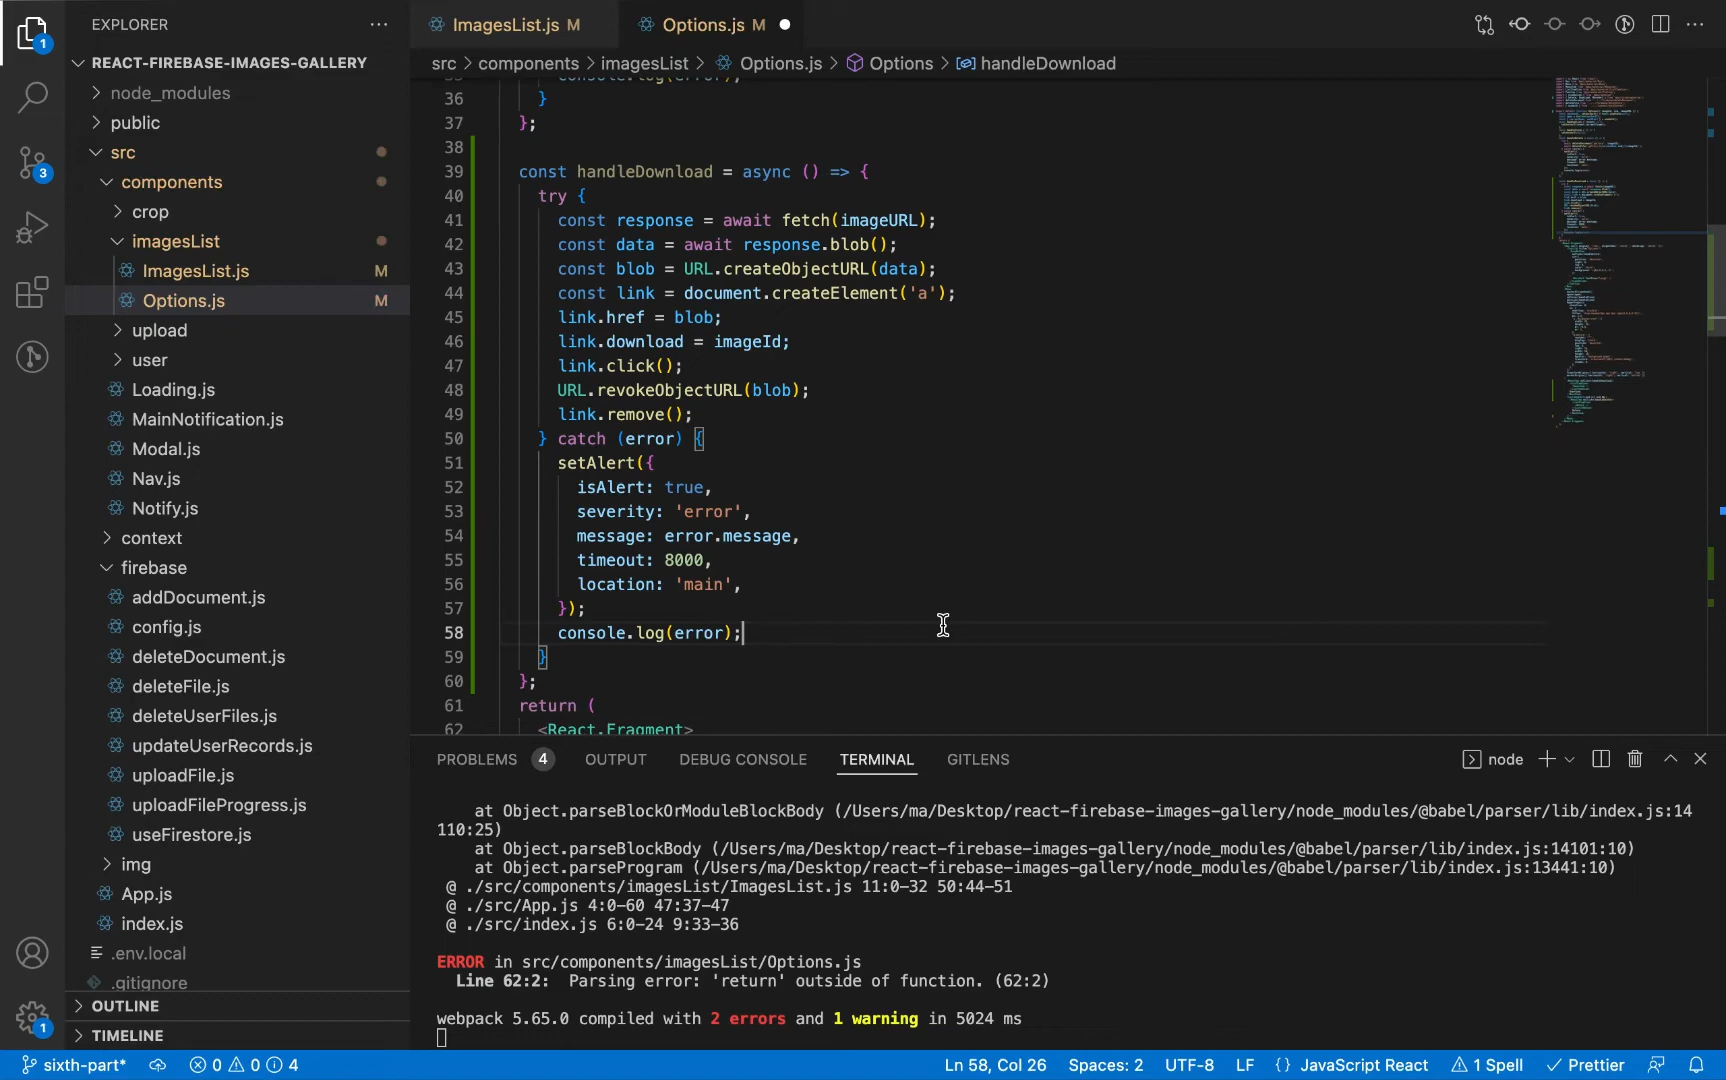 1
3
1
EXPLORER
REACT-FIREBASE-IMAGES-GALLERY
node_modules
public
src
components
crop
imagesList
ImagesList.js M
Options.js M
upload
user
Loading.js
MainNotification.js
Modal.js
Nav.js
Notify.js
context
firebase
addDocument.js
config.js
deleteDocument.js
deleteFile.js
deleteUserFiles.js
updateUserRecords.js
uploadFile.js
uploadFileProgress.js
useFirestore.js
img
App.js
index.js
.env.local
.gitignore
OUTLINE
TIMELINE
ImagesList.js M
Options.js M
src > components > imagesList > Options.js > Options > handleDownload
35 console.log(error);
36 }
37 };
38
39 const handleDownload = async () => {
40 try {
41 const response = await fetch(imageURL);
42 const data = await response.blob();
43 const blob = URL.createObjectURL(data);
44 const link = document.createElement('a');
45 link.href = blob;
46 link.download = imageId;
47 link.click();
48 URL.revokeObjectURL(blob);
49 link.remove();
50 } catch (error) {
51 setAlert({
52 isAlert: true,
53 severity: 'error',
54 message: error.message,
55 timeout: 8000,
56 location: 'main',
57 });
58 console.log(error);
59 }
60 };
61 return (
62 <React.Fragment>
PROBLEMS 4 OUTPUT DEBUG CONSOLE TERMINAL GITLENS node
at Object.parseBlockOrModuleBlockBody (/Users/ma/Desktop/react-firebase-images-gallery/node_modules/@babel/parser/lib/index.js:14
110:25)
at Object.parseBlockBody (/Users/ma/Desktop/react-firebase-images-gallery/node_modules/@babel/parser/lib/index.js:14101:10)
at Object.parseProgram (/Users/ma/Desktop/react-firebase-images-gallery/node_modules/@babel/parser/lib/index.js:13441:10)
@ ./src/components/imagesList/ImagesList.js 11:0-32 50:44-51
@ ./src/App.js 4:0-60 47:37-47
@ ./src/index.js 6:0-24 9:33-36
ERROR in src/components/imagesList/Options.js
Line 62:2: Parsing error: 'return' outside of function. (62:2)
webpack 5.65.0 compiled with 2 errors and 1 warning in 5024 ms
sixth-part* 0 0 4 Ln 58, Col 26 Spaces: 2 UTF-8 LF {} JavaScript React 1 Spell Prettier